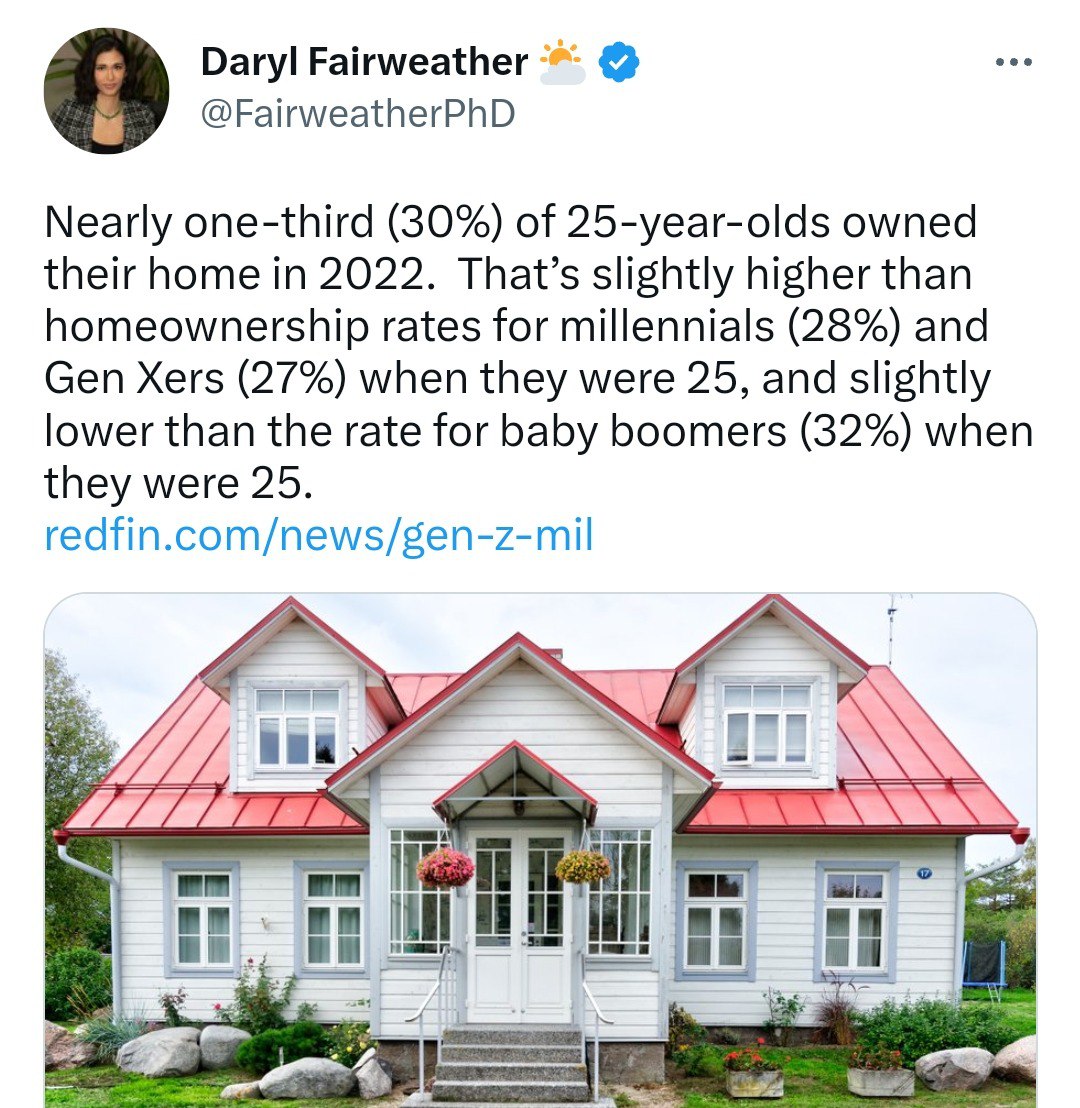 Daryl Fairweather
@FairweatherPhD
Nearly one-third (30%) of 25-year-olds owned
their home in 2022.  That’s slightly higher than
homeownership rates for millennials (28%) and
Gen Xers (27%) when they were 25, and slightly
lower than the rate for baby boomers (32%) when
they were 25.
redfin.com/news/gen-z-mil
17